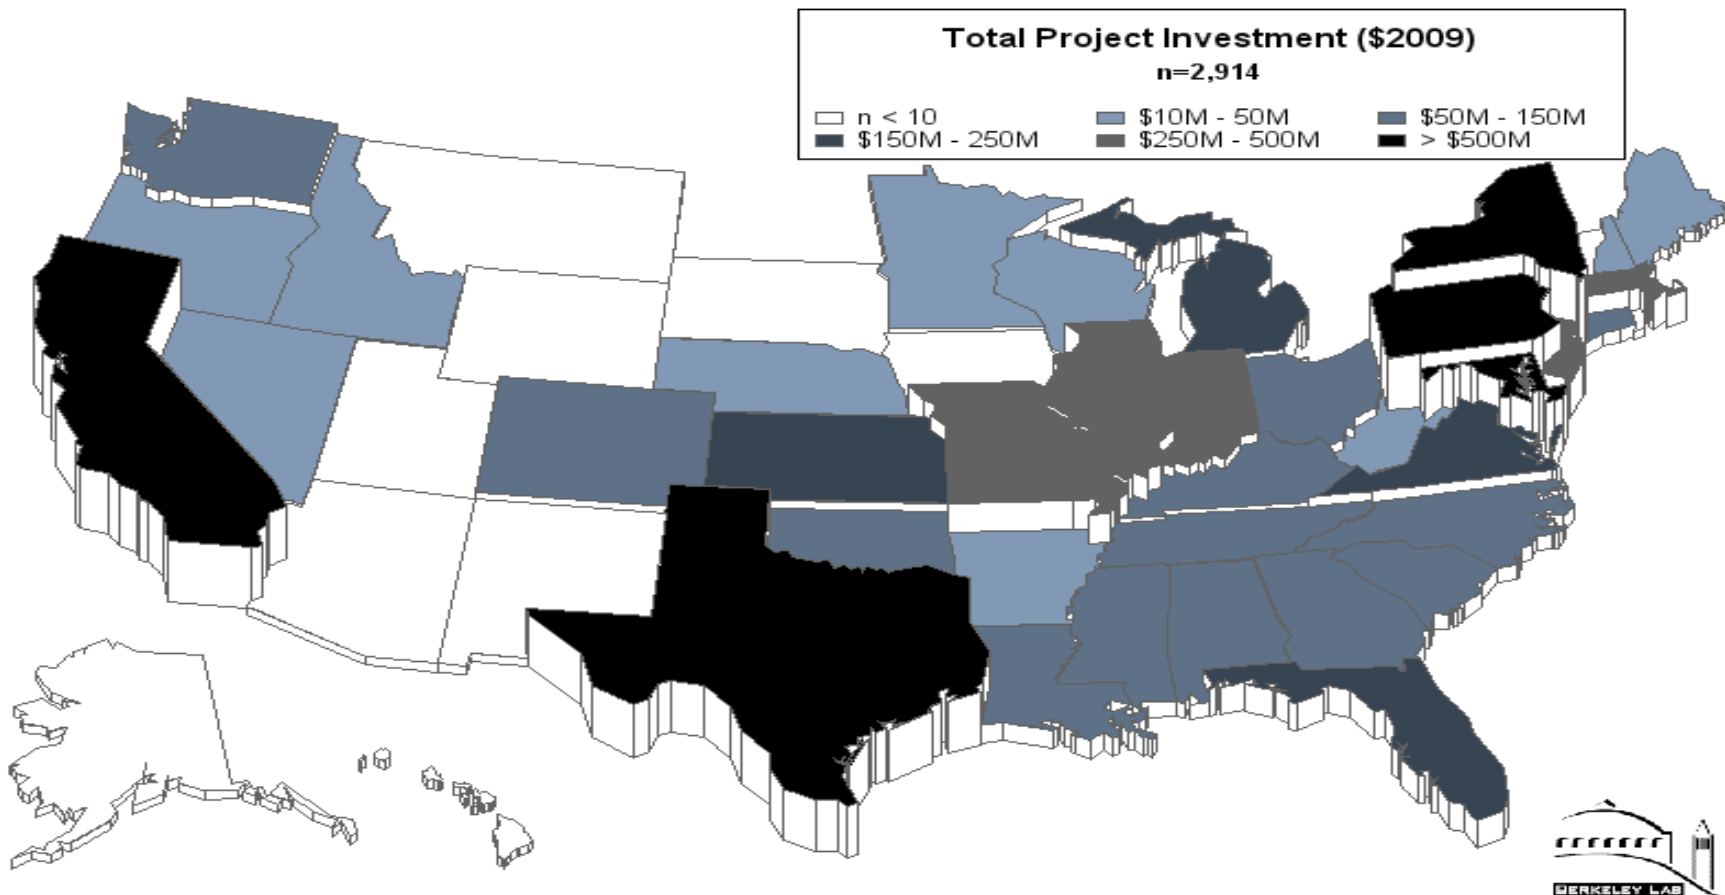 Total Project Investment ($2009)
n=2,914
n < 10 $10M - 50M $50M - 150M
$150M - 250M $250M - 500M > $500M
BERKELEY LAB